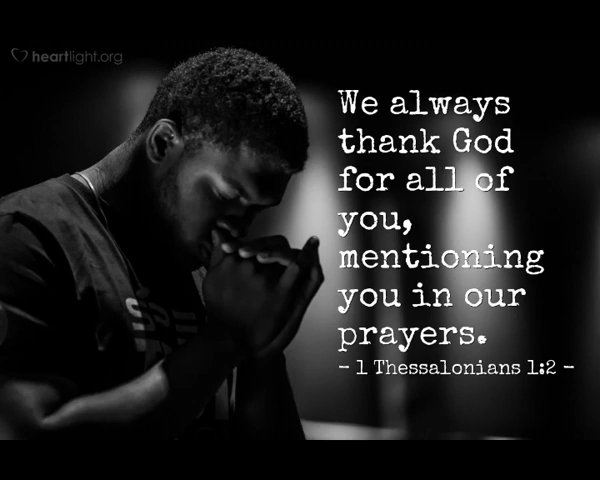 heartlight.org
We always
thank God
for all of
you,
mentioning
you in our
prayers.
- 1 Thessalonians 1:2 -